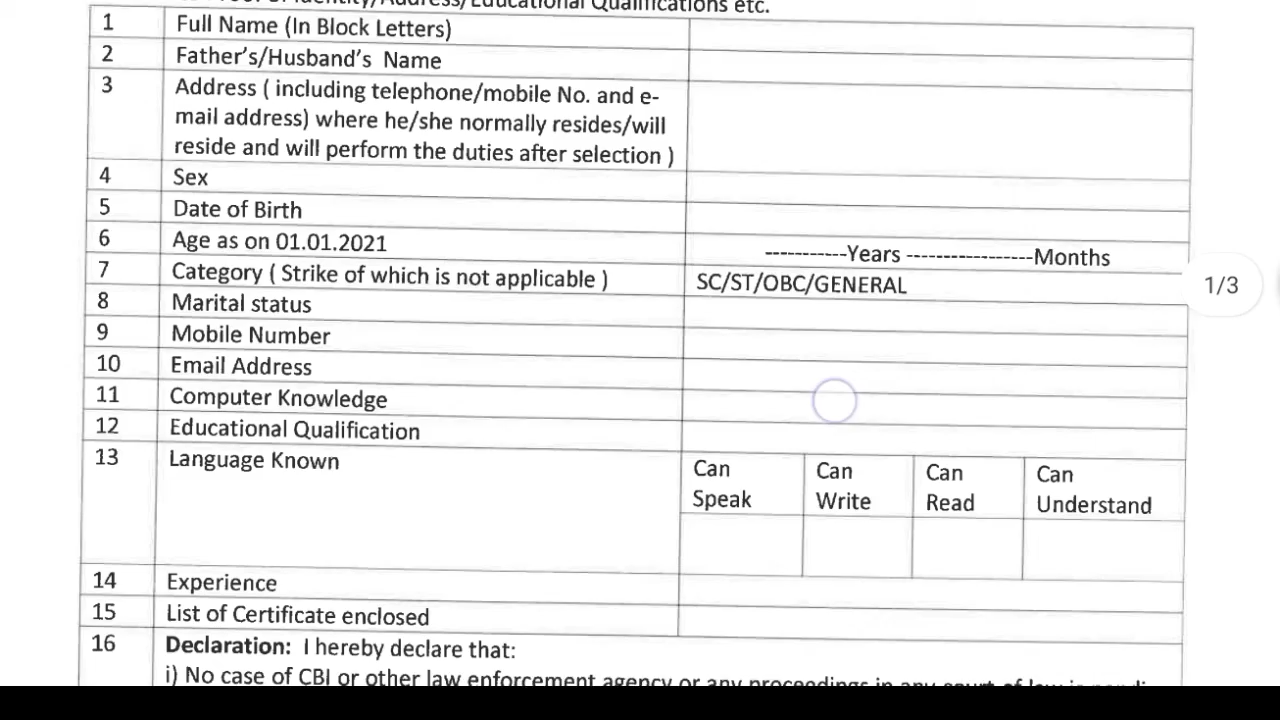 Identity/Address/Educational Qualifications etc.
1 Full Name (In Block Letters)
2 Father's/Husband's Name
3 Address ( including telephone/mobile No. and e-
mail address) where he/she normally resides/will
reside and will perform the duties after selection )
4 Sex
5 Date of Birth
6 Age as on 01.01.2021 -----------Years -----------------Months
7 Category ( Strike of which is not applicable ) SC/ST/OBC/GENERAL
1/3
8 Marital status
9 Mobile Number
10 Email Address
11 Computer Knowledge
12 Educational Qualification
13 Language Known
Can Can Can Can
Speak Write Read Understand
14 Experience
15 List of Certificate enclosed
16 Declaration: I hereby declare that:
i) No case of CBI or other law enforcement agency or any proceedings in any court of law is